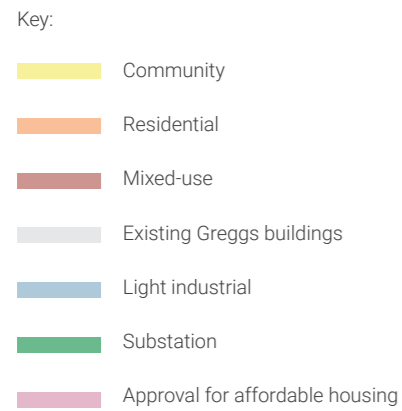 Key:
Community
Residential
Mixed-use
Existing Greggs buildings
Light industrial
Substation
Approval for affordable housing